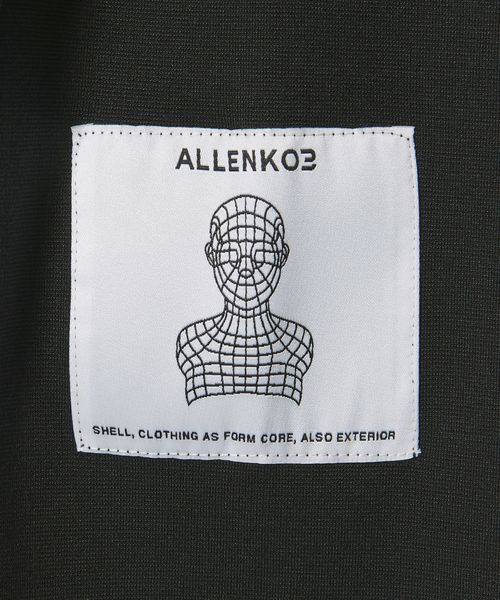 ALLENKO3
SHELL, CLOTHING AS FORM CORE, ALSO EXTERIOR